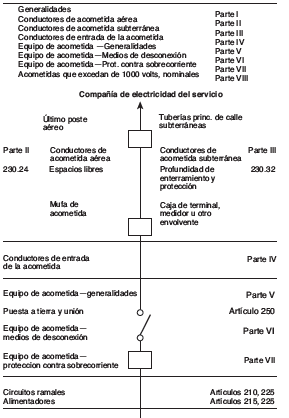 Generalidades Parte I
Conductores de acometida aérea Parte II
Conductores de acometida subterránea Parte III
Conductores de entrada de la acometida Parte IV
Equipo de acometida —Generalidades Parte V
Equipo de acometida—Medios de desconexión Parte VI
Equipo de acometida—Prot. contra sobrecorriente Parte VII
Acometidas que excedan de 1000 volts, nominales Parte VIII
Compañía de electricidad del servicio
Último poste
aéreo
Tuberías princ. de calle
subterráneas
Parte II Conductores de
acometida aérea
Conductores de Parte III
acometida subterránea
230.24 Espacios libres
Profundidad de 230.32
enterramiento y
protección
Mufa de
acometida
Caja de terminal,
medidor u otro
envolvente
Conductores de entrada
de la acometida Parte IV
Equipo de acometida—generalidades Parte V
Puesta a tierra y unión Artículo 250
Equipo de acometida—
medios de desconexión Parte VI
Equipo de acometida—
proteccion contra sobrecorriente Parte VII
Circuitos ramales Artículos 210, 225
Alimentadores Artículos 215, 225